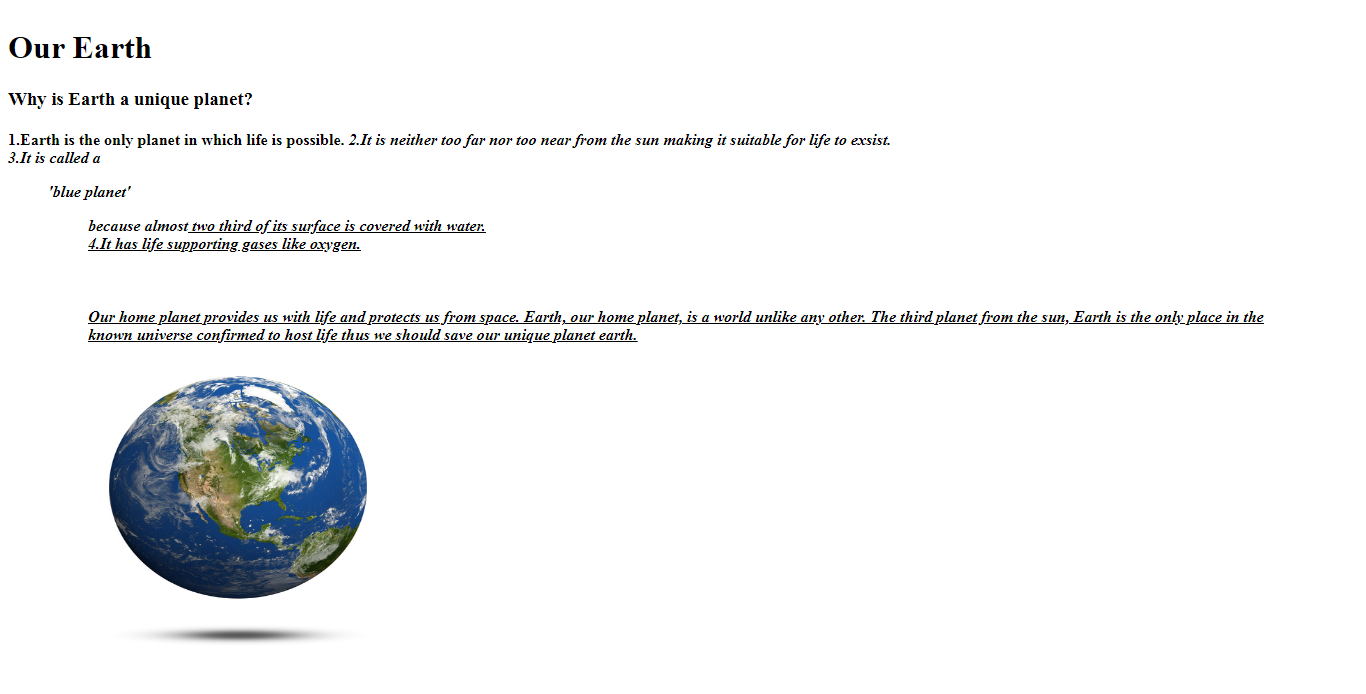 Our Earth
Why is Earth a unique planet?
1.Earth is the only planet in which life is possible. 2.It is neither too far nor too near from the sun making it suitable for life to exsist.
3.It is called a
'blue planet'
because almost two third of its surface is covered with water.
4.It has life supporting gases like oxygen.
Our home planet provides us with life and protects us from space. Earth, our home planet, is a world unlike any other. The third planet from the sun, Earth is the only place in the
known universe confirmed to host life thus we should save our unique planet earth.